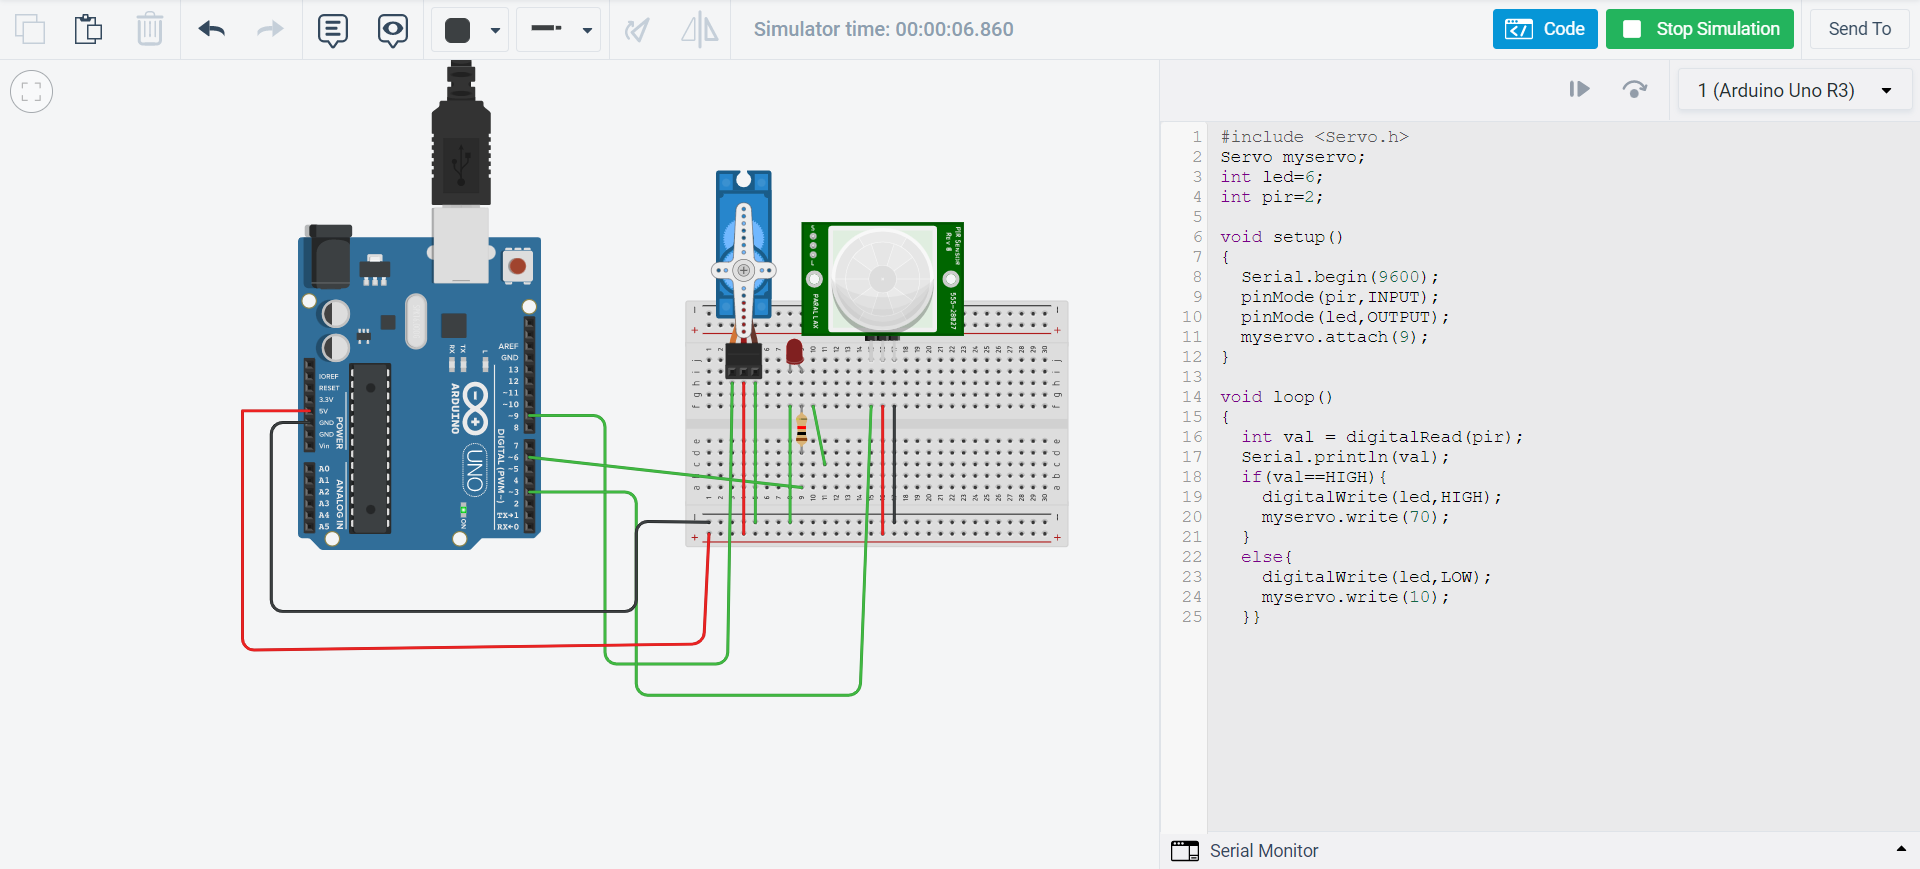 Simulator time: 00:00:06.860
Code
Stop Simulation
Send To
1 (Arduino Uno R3)
1 #include <Servo.h>
2 Servo myservo;
3 int led=6;
4 int pir=2;
5
6 void setup()
7 {
8 Serial.begin(9600);
9 pinMode(pir,INPUT);
10 pinMode(led,OUTPUT);
11 myservo.attach(9);
12 }
13
14 void loop()
15 {
16 int val = digitalRead(pir);
17 Serial.println(val);
18 if(val==HIGH){
19 digitalWrite(led,HIGH);
20 myservo.write(70);
21 }
22 else{
23 digitalWrite(led,LOW);
24 myservo.write(10);
25 }}
Serial Monitor
RX
TX
L
AREF
GND
13
12
~11
~10
~9
8
7
~6
~5
4
~3
2
TX→1
RX←0
DIGITAL (PWM~)
ARDUINO
UNO
ON
IOREF
RESET
3.3V
5V
GND
GND
Vin
POWER
A0
A1
A2
A3
A4
A5
ANALOG IN
PIR SENSOR
Rev B
555-28027
PARALLAX
S
L